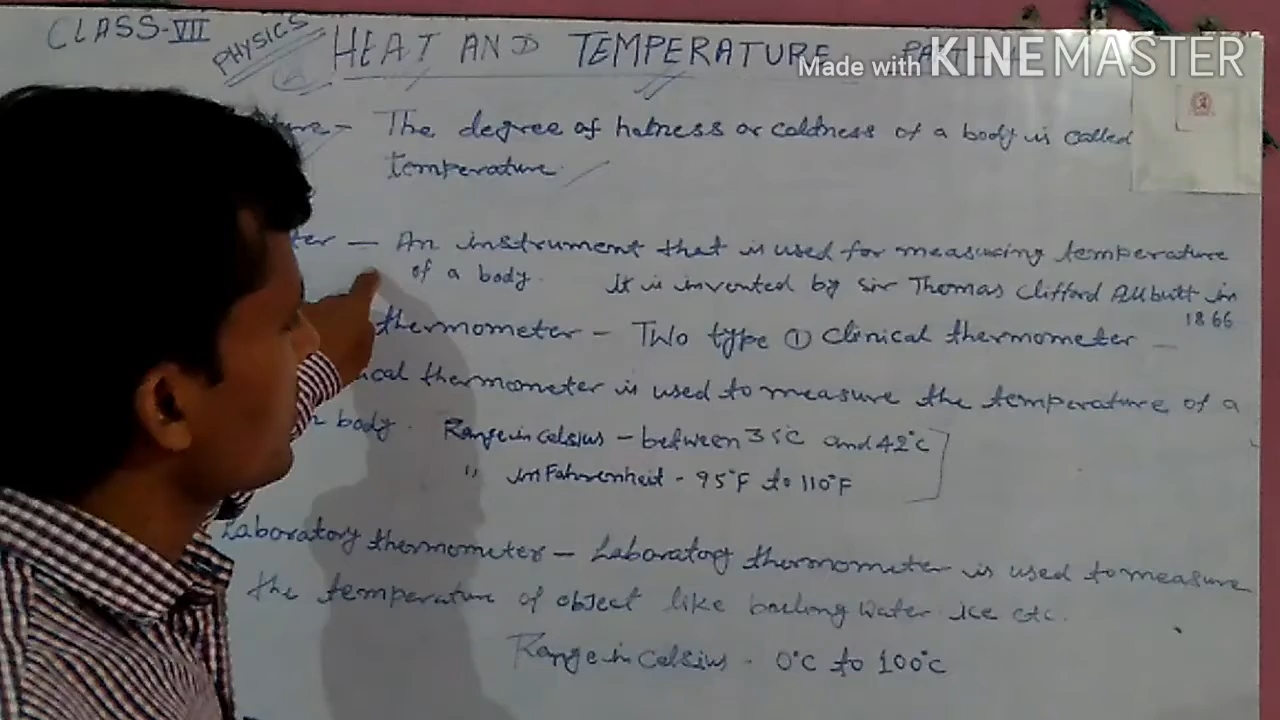 CLASS-VII
PHYSICS
HEAT AND TEMPERATURE
Made with KINEMASTER
The degree of hotness or coldness of a body is called
temperature.
An instrument that is used for measuring temperature
of a body. It is invented by Sir Thomas Clifford Allbutt in
1866
thermometer - Two type ① Clinical thermometer -
thermometer is used to measure the temperature of a
body. Range in Celsius - between 35°C and 42°C
" in Fahrenheit - 95°F to 110°F
Laboratory thermometer - Laboratory thermometer is used to measure
the temperature of object like boiling water ice etc.
Range in Celsius - 0°C to 100°C